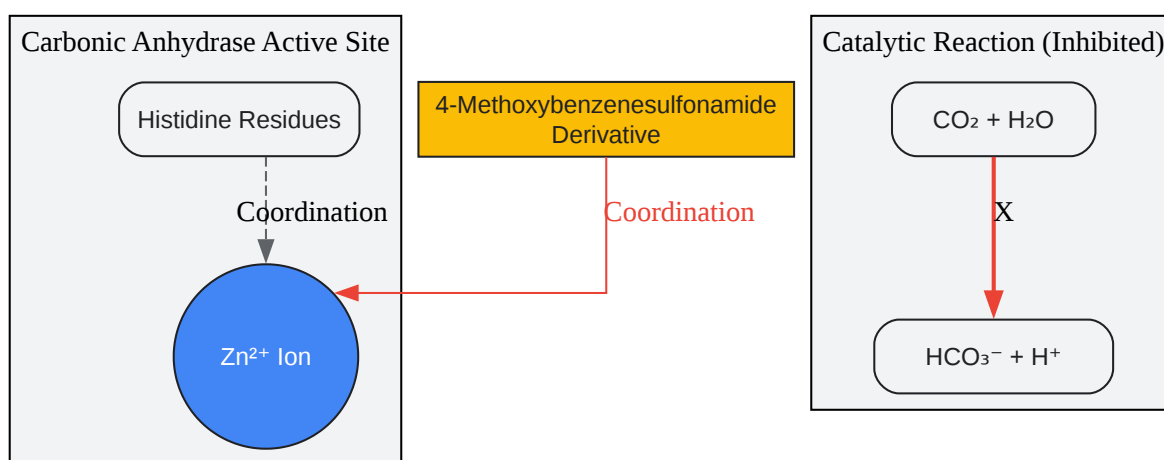 Carbonic Anhydrase Active Site
Histidine Residues
Coordination
Zn²⁺ Ion
4-Methoxybenzenesulfonamide
Derivative
Coordination
Catalytic Reaction (Inhibited)
CO₂ + H₂O
X
HCO₃⁻ + H⁺